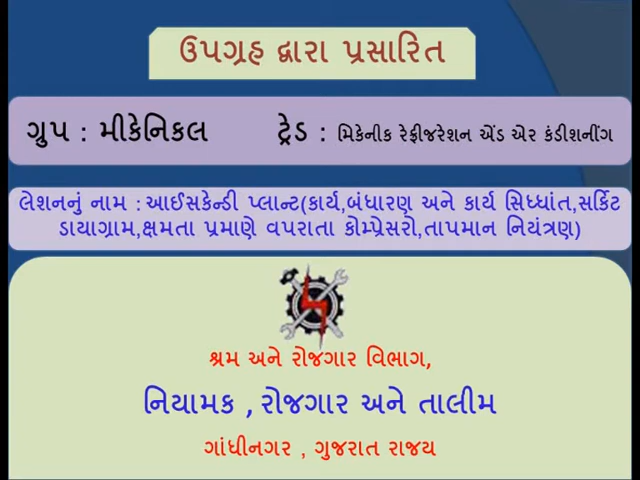 ઉપગ્રહ દ્વારા પ્રસારિત
ગ્રુપ : મીકેનિકલ ટ્રેડ : મિકેનીક રેફ્રીજરેશન એંડ એર કંડીશનીંગ
લેશનનું નામ : આઈસકેન્ડી પ્લાન્ટ(કાર્ય,બંધારણ અને કાર્ય સિધ્ધાંત,સર્કિટ
ડાયાગ્રામ,ક્ષમતા પ્રમાણે વપરાતા કોમ્પ્રેસરો,તાપમાન નિયંત્રણ)
શ્રમ અને રોજગાર વિભાગ,
નિયામક , રોજગાર અને તાલીમ
ગાંધીનગર , ગુજરાત રાજય